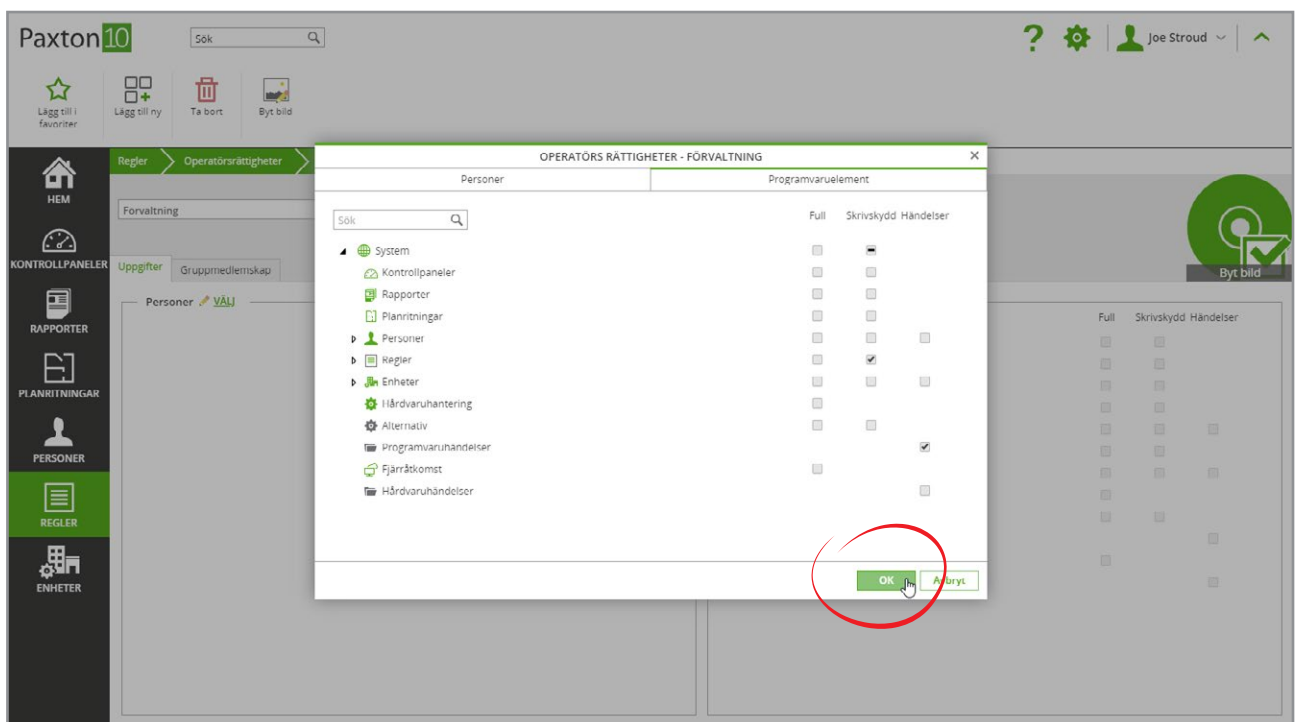 Paxton10
Sök
Joe Stroud
Lägg till i
favoriter
Lägg till ny
Ta bort
Byt bild
HEM
KONTROLLPANELER
RAPPORTER
PLANRITNINGAR
PERSONER
REGLER
ENHETER
Regler
Operatörsrättigheter
Forvaltning
Uppgifter
Gruppmedlemskap
Personer VÄLJ
Byt bild
Full Skrivskydd Händelser
OPERATÖRS RÄTTIGHETER - FÖRVALTNING
Personer
Programvaruelement
Sök
Full Skrivskydd Händelser
System
Kontrollpaneler
Rapporter
Planritningar
Personer
Regler
Enheter
Hårdvaruhantering
Alternativ
Programvaruhandelser
Fjärråtkomst
Hårdvaruhändelser
OK
Avbryt